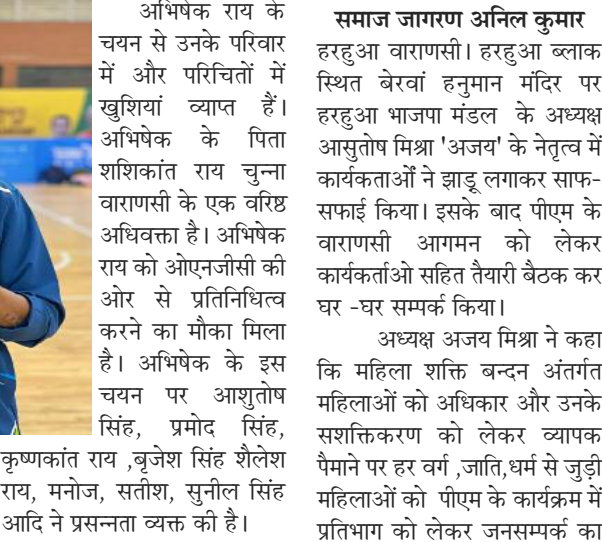 अभिषेक राय के
चयन से उनके परिवार
में और परिचितों में
खुशियां व्याप्त हैं।
अभिषेक के पिता
शशिकांत राय चुन्ना
वाराणसी के एक वरिष्ठ
अधिवक्ता है। अभिषेक
राय को ओएनजीसी की
ओर से प्रतिनिधित्व
करने का मौका मिला
है। अभिषेक के इस
चयन पर आशुतोष
सिंह, प्रमोद सिंह,
कृष्णकांत राय ,बृजेश सिंह शैलेश
राय, मनोज, सतीश, सुनील सिंह
आदि ने प्रसन्नता व्यक्त की है।
समाज जागरण अनिल कुमार
हरहुआ वाराणसी। हरहुआ ब्लाक
स्थित बेरवां हनुमान मंदिर पर
हरहुआ भाजपा मंडल के अध्यक्ष
आसुतोष मिश्रा 'अजय' के नेतृत्व में
कार्यकताओं ने झाडू लगाकर साफ-
सफाई किया। इसके बाद पीएम के
वाराणसी आगमन को लेकर
कार्यकर्ताओ सहित तैयारी बैठक कर
घर -घर सम्पर्क किया।
अध्यक्ष अजय मिश्रा ने कहा
कि महिला शक्ति बन्दन अंतर्गत
महिलाओं को अधिकार और उनके
सशक्तिकरण को लेकर व्यापक
पैमाने पर हर वर्ग ,जाति,धर्म से जुड़ी
महिलाओं को पीएम के कार्यक्रम में
प्रतिभाग को लेकर जनसम्पर्क का